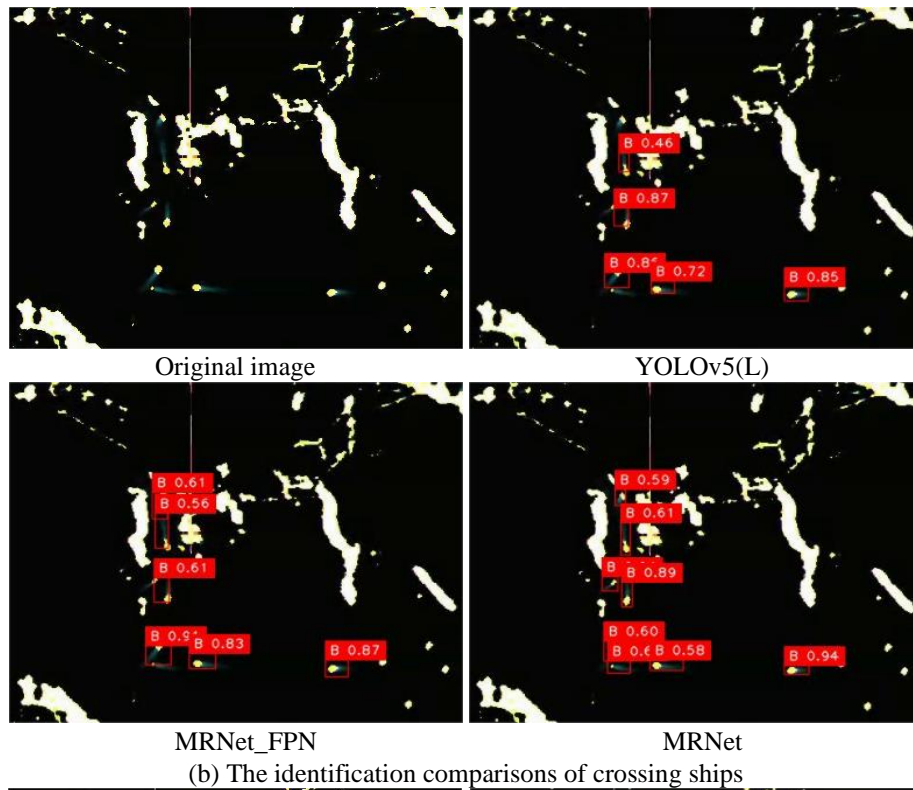 Original image
B 0.46
B 0.87
B 0.72
B 0.85
YOLOv5(L)
B 0.61
B 0.56
B 0.61
B 0.83
B 0.87
MRNet_FPN
B 0.59
B 0.61
B
B 0.89
B 0.60
B 0.58
B 0.94
MRNet
(b) The identification comparisons of crossing ships